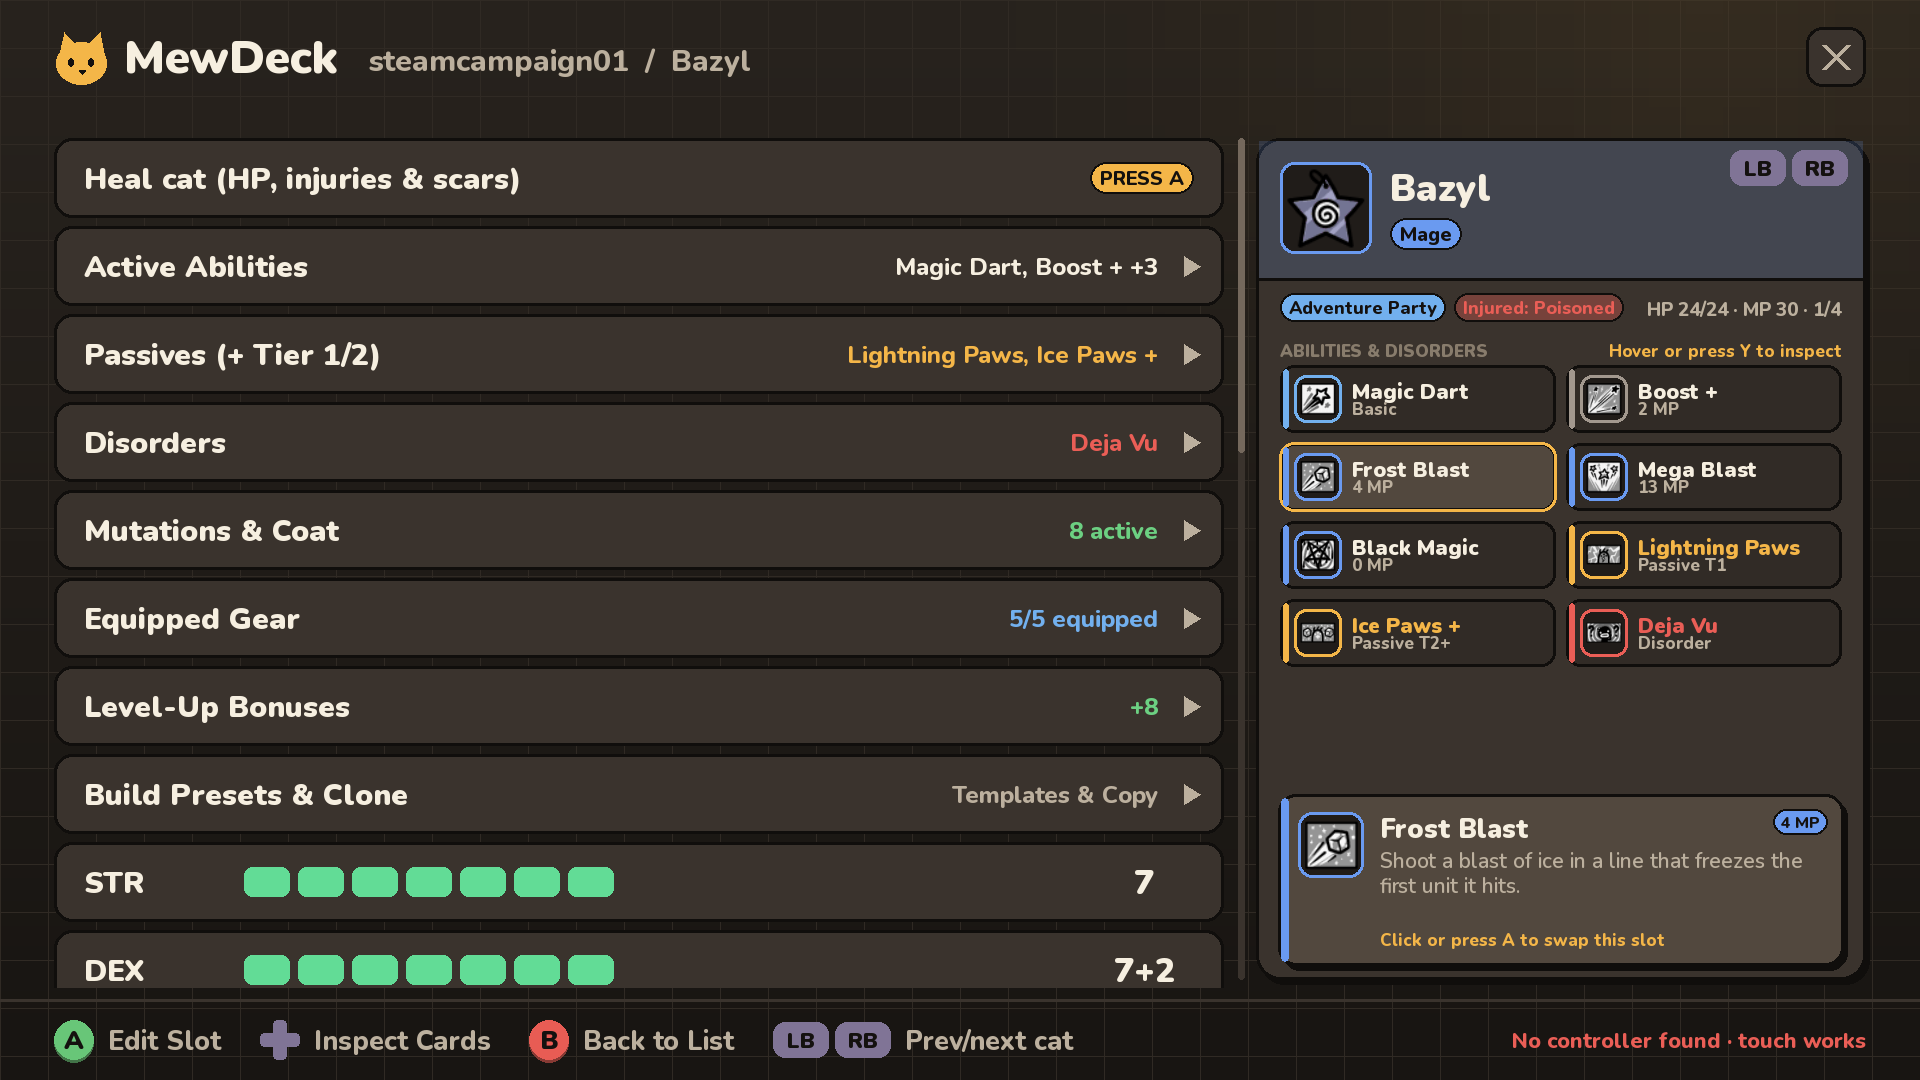 MewDeck steamcampaign01 / Bazyl
Heal cat (HP, injuries & scars) PRESS A
Active Abilities Magic Dart, Boost + +3
Passives (+ Tier 1/2) Lightning Paws, Ice Paws +
Disorders Deja Vu
Mutations & Coat 8 active
Equipped Gear 5/5 equipped
Level-Up Bonuses +8
Build Presets & Clone Templates & Copy
STR 7
DEX 7+2
Bazyl LB RB
Mage
Adventure Party Injured: Poisoned HP 24/24 · MP 30 · 1/4
ABILITIES & DISORDERS Hover or press Y to inspect
Magic Dart
Basic
Boost +
2 MP
Frost Blast
4 MP
Mega Blast
13 MP
Black Magic
0 MP
Lightning Paws
Passive T1
Ice Paws +
Passive T2+
Deja Vu
Disorder
Frost Blast 4 MP
Shoot a blast of ice in a line that freezes the
first unit it hits.
Click or press A to swap this slot
A Edit Slot Inspect Cards B Back to List LB RB Prev/next cat No controller found · touch works